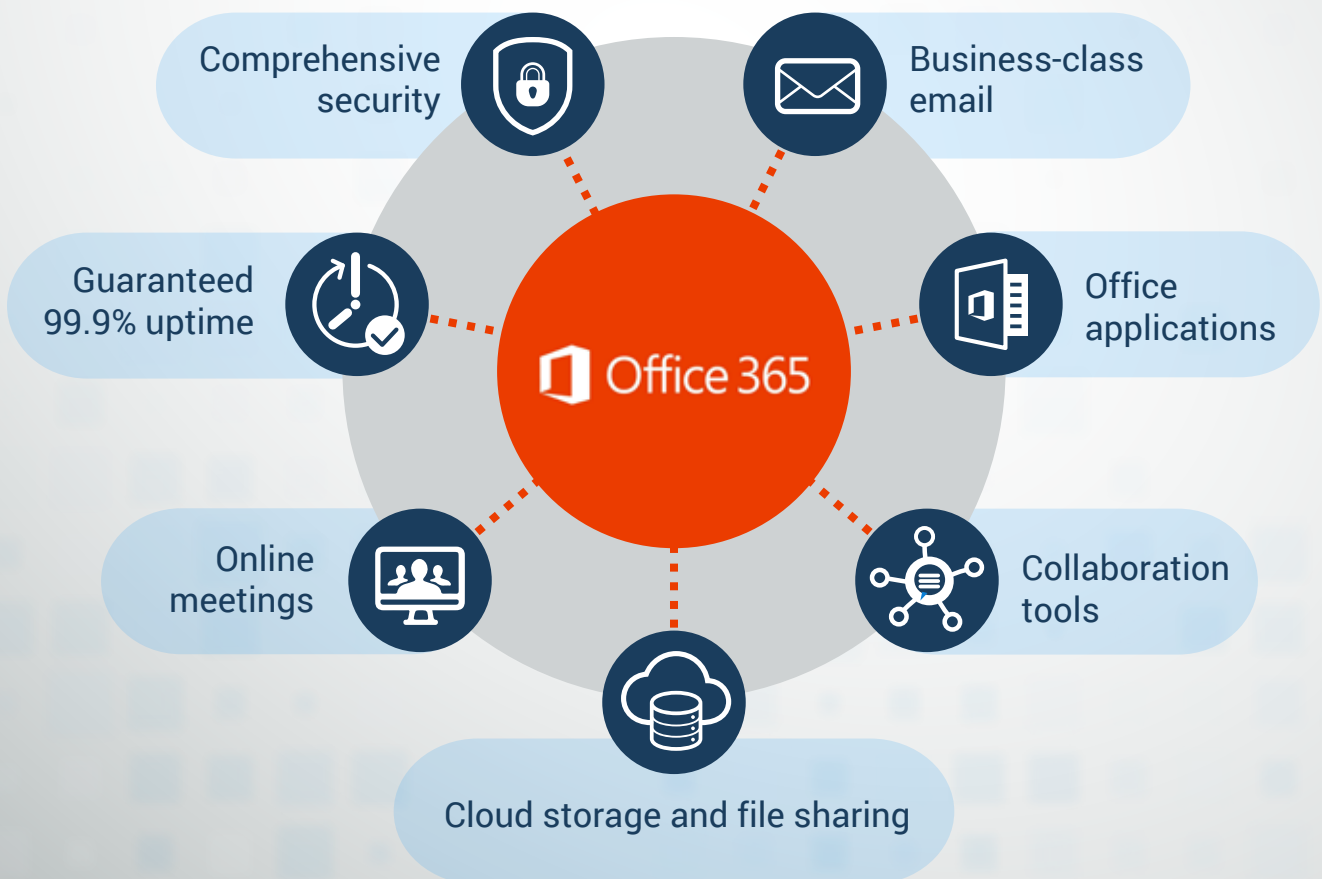 Comprehensive
security
Business-class
email
Guaranteed
99.9% uptime
Office
applications
Office 365
Online
meetings
Collaboration
tools
Cloud storage and file sharing